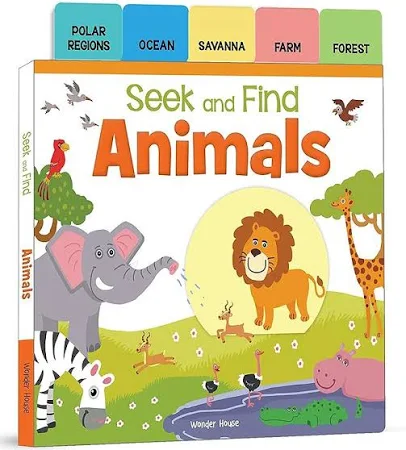 POLAR
REGIONS
OCEAN
SAVANNA
FARM
FOREST
Seek and Find
Animals
Seek and Find
Animals
Wonder House
Wonder House